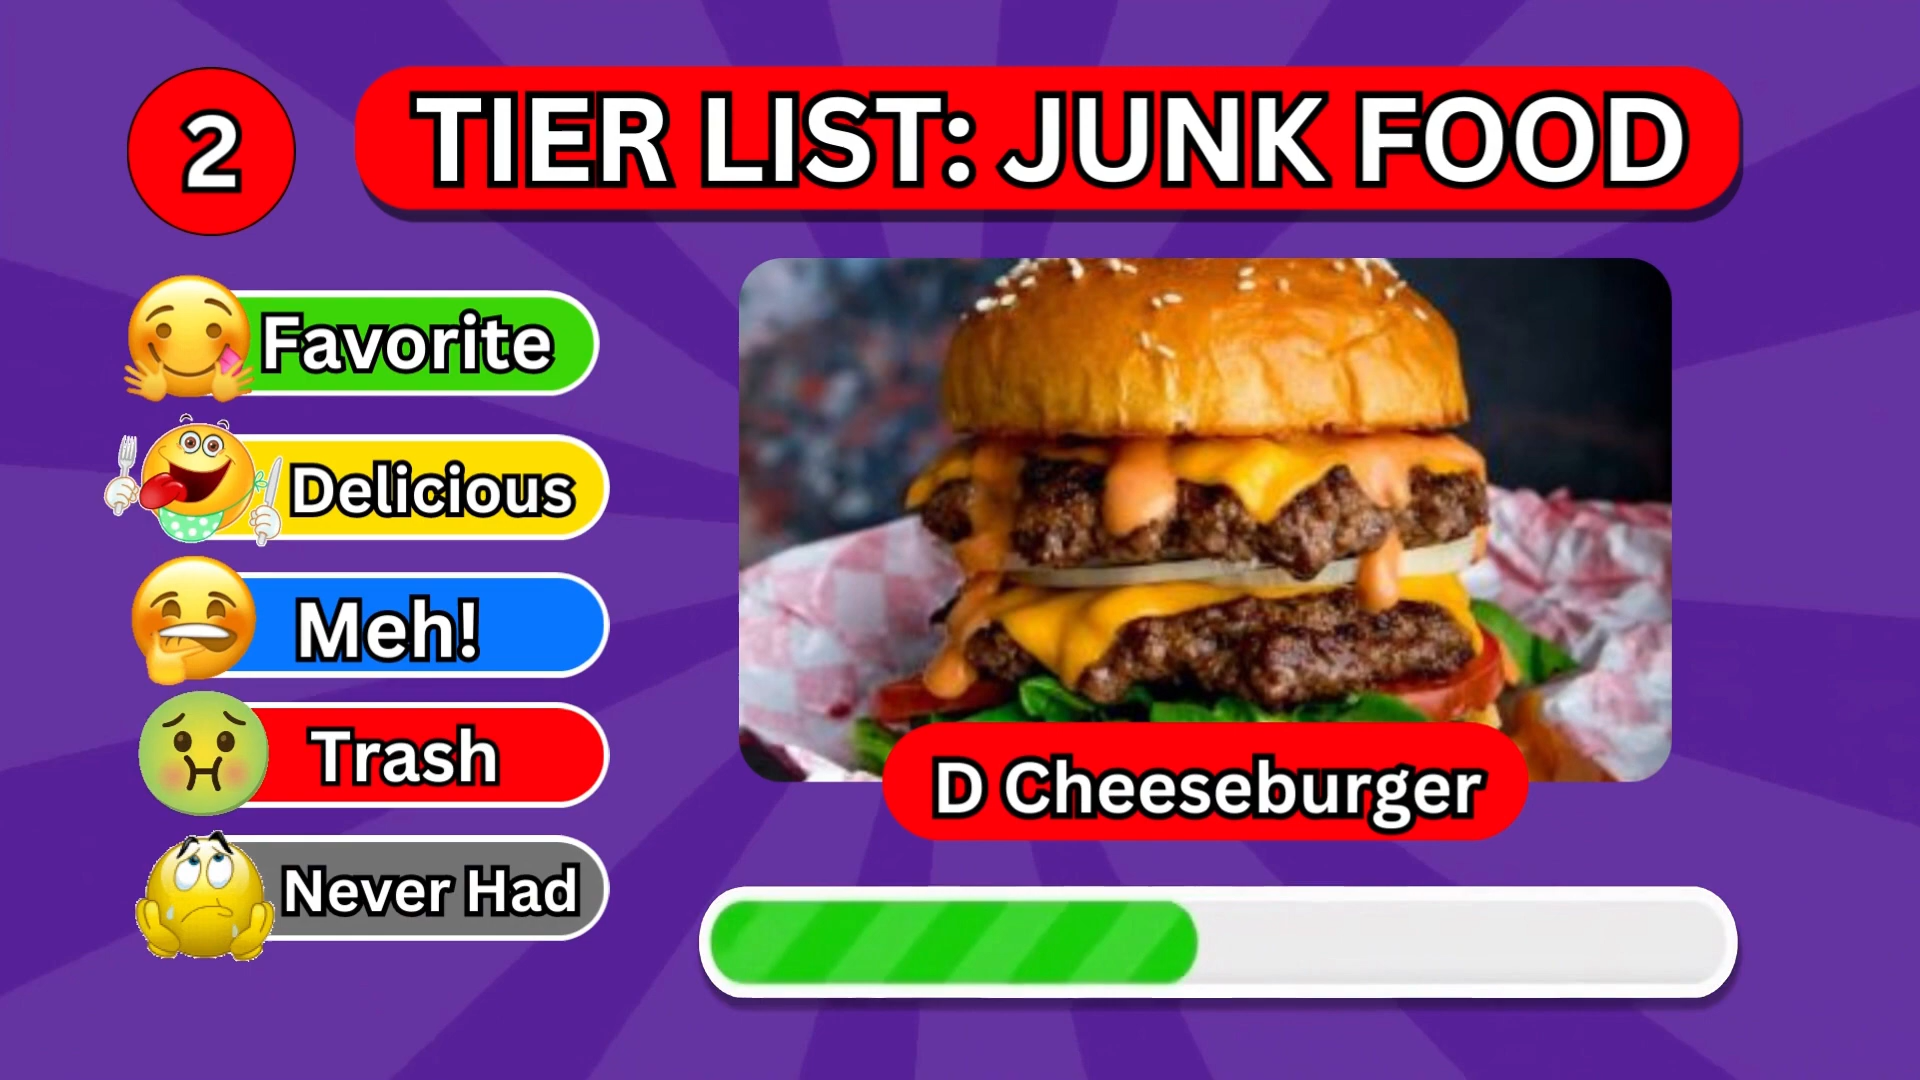 2
TIER LIST: JUNK FOOD
Favorite
Delicious
Meh!
Trash
Never Had
D Cheeseburger